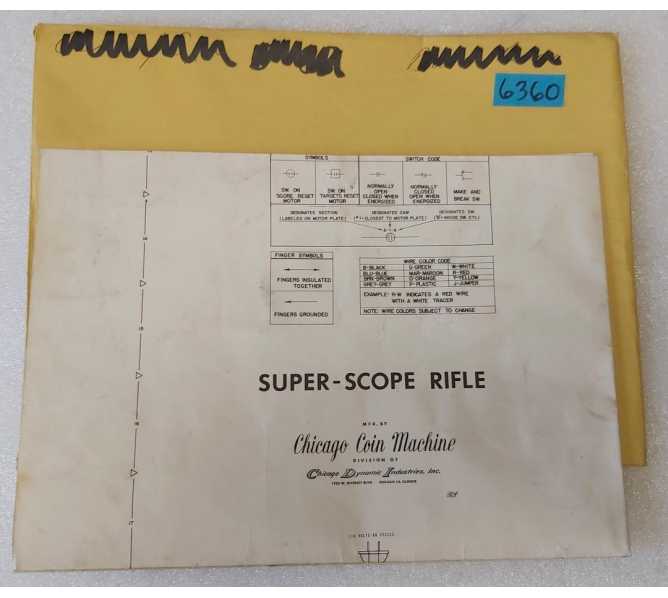 6360
SYMBOLS
SWITCH CODE
SW. ON
SCORE RESET
MOTOR
SW. ON
TARGETS RESET
MOTOR
NORMALLY
OPEN
CLOSED WHEN
ENERGIZED
NORMALLY
CLOSED
OPEN WHEN
ENERGIZED
MAKE AND
BREAK SW.
DESIGNATES SECTION
(LABELED ON MOTOR PLATE)
DESIGNATES CAM
(#1=CLOSEST TO MOTOR PLATE)
DESIGNATES SW.
FINGER SYMBOLS
FINGERS INSULATED
TOGETHER
FINGERS GROUNDED
WIRE COLOR CODE
B-BLACK G-GREEN W-WHITE
BLU-BLUE MAR-MAROON R-RED
BRN-BROWN O-ORANGE Y-YELLOW
GREY-GREY P-PLASTIC J-JUMPER
EXAMPLE: R-W INDICATES A RED WIRE
WITH A WHITE TRACER
NOTE: WIRE COLORS SUBJECT TO CHANGE
SUPER-SCOPE RIFLE
MFG. BY
Chicago Coin Machine
DIVISION OF
Chicago Dynamic Industries, Inc.